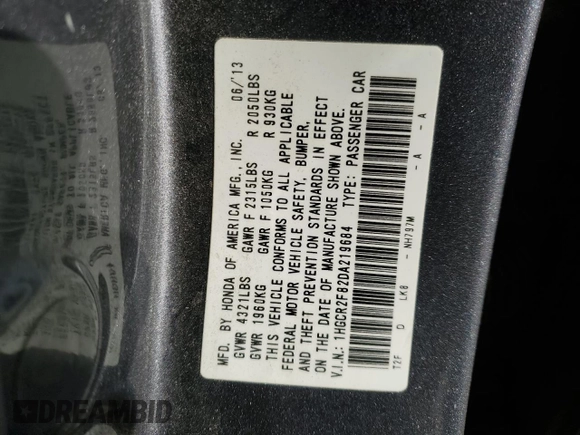 MFD. BY HONDA OF AMERICA MFG., INC. 06/'13
GVWR 4321LBS GAWR F 2315LBS R 2050LBS
GVWR 1960KG GAWR F 1050KG R 930KG
THIS VEHICLE CONFORMS TO ALL APPLICABLE
FEDERAL MOTOR VEHICLE SAFETY, BUMPER,
AND THEFT PREVENTION STANDARDS IN EFFECT
ON THE DATE OF MANUFACTURE SHOWN ABOVE.
V.I.N.: 1HGCR2F82DA219684 TYPE: PASSENGER CAR
T2F D LK8 - NH797M - A - A
DREAMBID